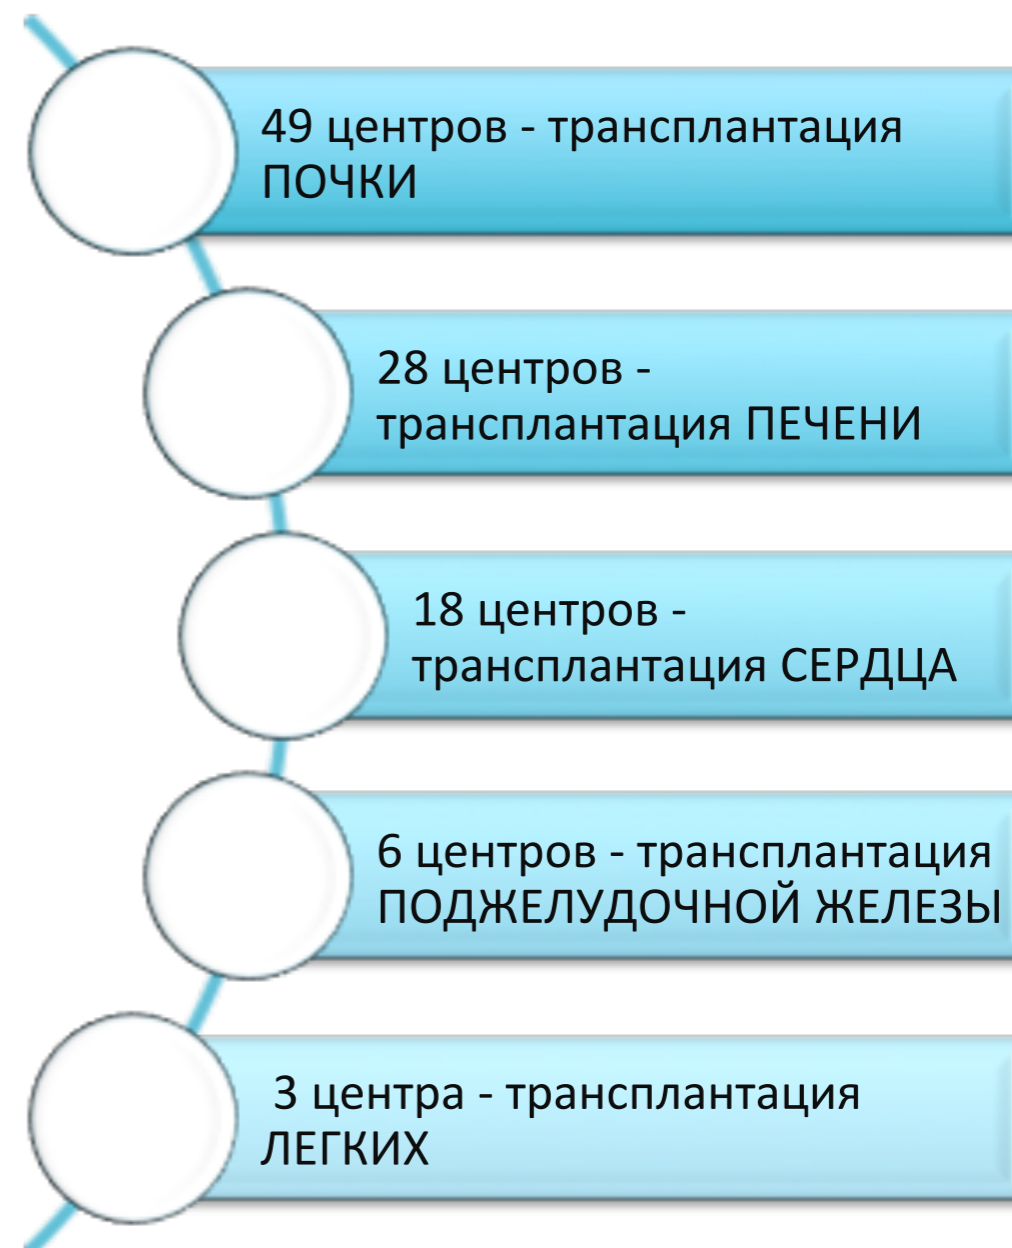 49 центров - трансплантация
ПОЧКИ
28 центров -
трансплантация ПЕЧЕНИ
18 центров -
трансплантация СЕРДЦА
6 центров - трансплантация
ПОДЖЕЛУДОЧНОЙ ЖЕЛЕЗЫ
3 центра - трансплантация
ЛЕГКИХ